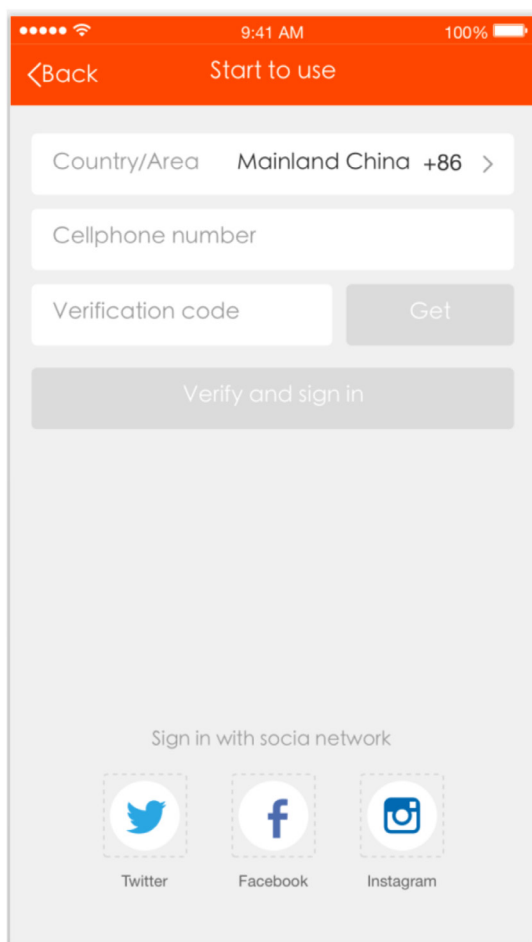 9:41 AM 100%
Back Start to use
Country/Area Mainland China +86
Cellphone number
Verification code Get
Verify and sign in
Sign in with socia network
Twitter Facebook Instagram